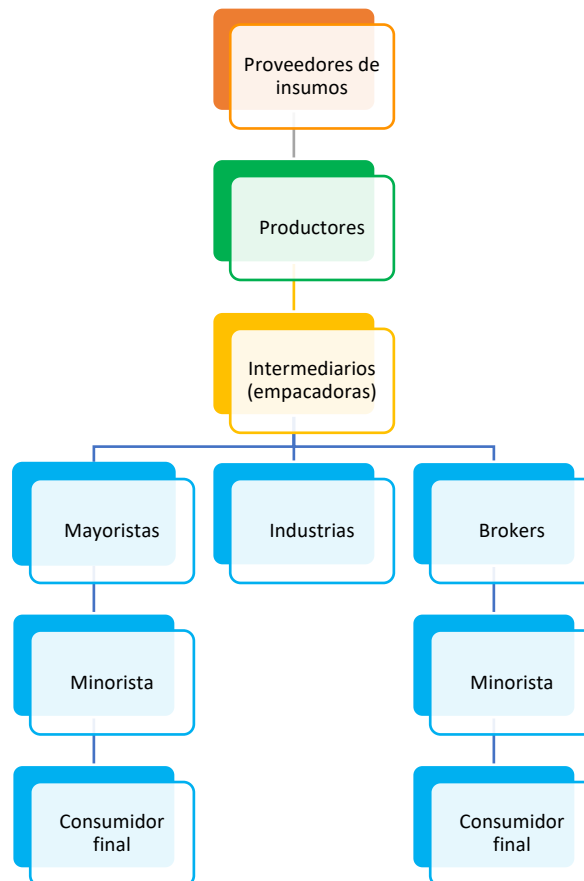 Proveedores de
insumos
Productores
Intermediarios
(empacadoras)
Mayoristas
Industrias
Brokers
Minorista
Minorista
Consumidor
final
Consumidor
final